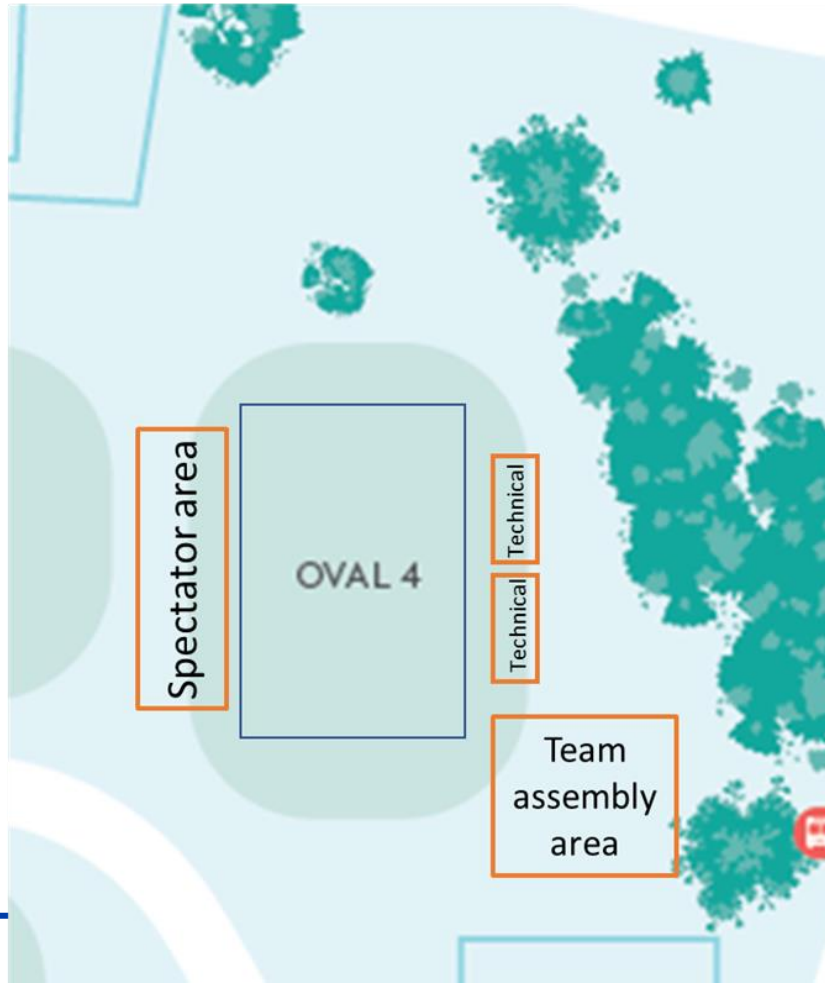 Spectator area
OVAL 4
Technical
Technical
Team
assembly
area